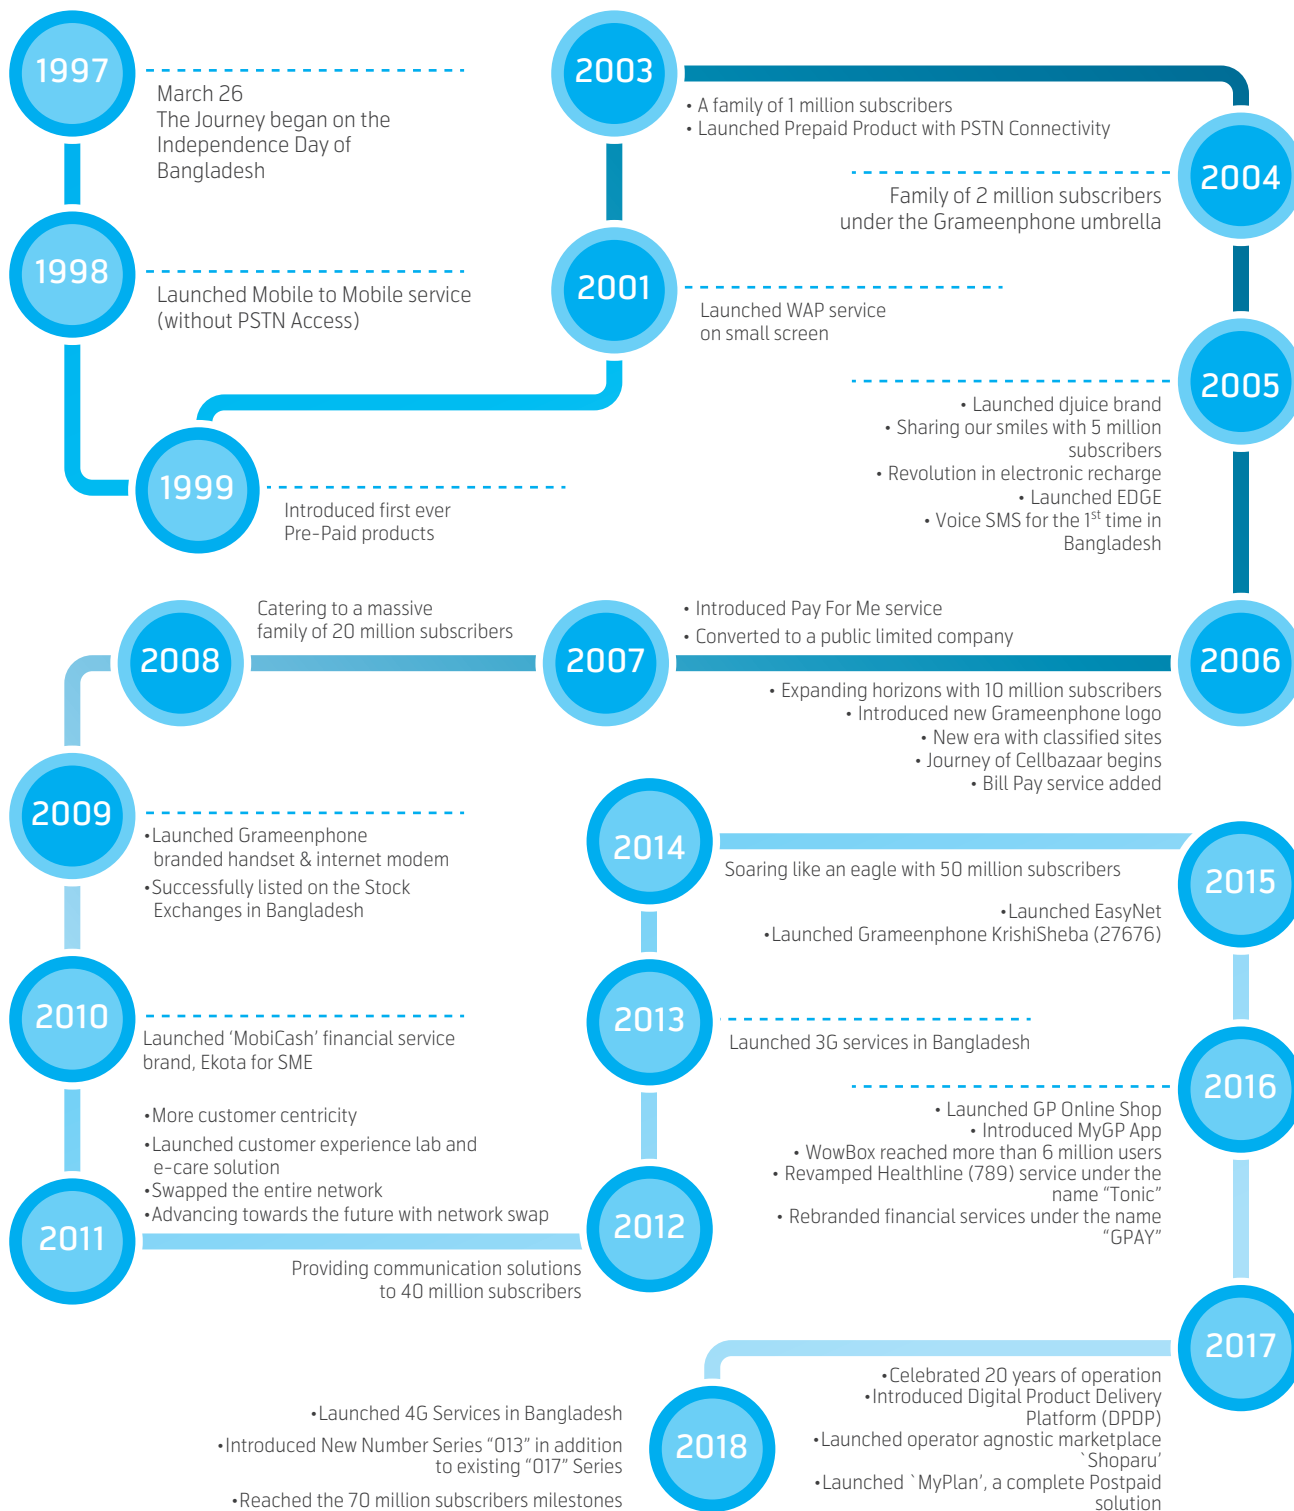 1997
March 26
The Journey began on the
Independence Day of
Bangladesh
1998
Launched Mobile to Mobile service
(without PSTN Access)
1999
Introduced first ever
Pre-Paid products
2001
Launched WAP service
on small screen
2003
• A family of 1 million subscribers
• Launched Prepaid Product with PSTN Connectivity
2004
Family of 2 million subscribers
under the Grameenphone umbrella
2005
• Launched djuice brand
• Sharing our smiles with 5 million
subscribers
• Revolution in electronic recharge
• Launched EDGE
• Voice SMS for the 1st time in
Bangladesh
2006
• Expanding horizons with 10 million subscribers
• Introduced new Grameenphone logo
• New era with classified sites
• Journey of Cellbazaar begins
• Bill Pay service added
2007
• Introduced Pay For Me service
• Converted to a public limited company
2008
Catering to a massive
family of 20 million subscribers
2009
•Launched Grameenphone
branded handset & internet modem
•Successfully listed on the Stock
Exchanges in Bangladesh
2010
Launched ‘MobiCash’ financial service
brand, Ekota for SME
2011
•More customer centricity
•Launched customer experience lab and
e-care solution
•Swapped the entire network
•Advancing towards the future with network swap
2012
Providing communication solutions
to 40 million subscribers
2013
Launched 3G services in Bangladesh
2014
Soaring like an eagle with 50 million subscribers
2015
•Launched EasyNet
•Launched Grameenphone KrishiSheba (27676)
2016
• Launched GP Online Shop
• Introduced MyGP App
• WowBox reached more than 6 million users
• Revamped Healthline (789) service under the
name “Tonic”
• Rebranded financial services under the name
“GPAY”
2017
•Celebrated 20 years of operation
•Introduced Digital Product Delivery
Platform (DPDP)
•Launched operator agnostic marketplace
`Shoparu’
•Launched `MyPlan’, a complete Postpaid
solution
2018
•Launched 4G Services in Bangladesh
•Introduced New Number Series “013” in addition
to existing “017” Series
•Reached the 70 million subscribers milestones